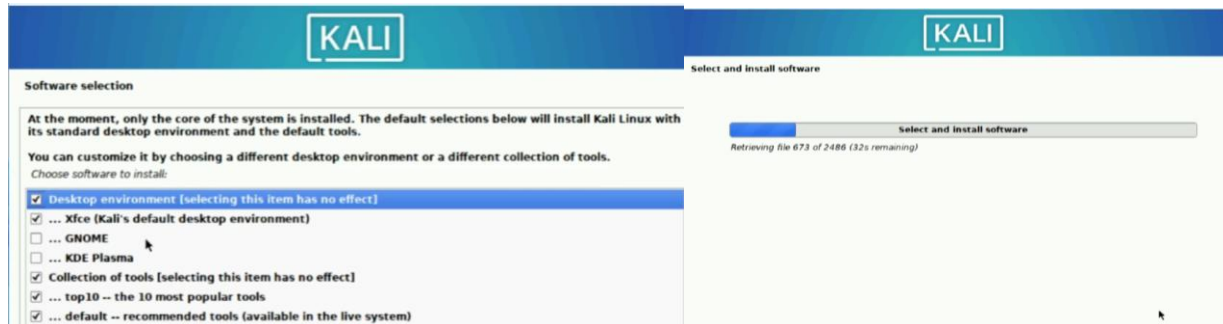 KALI
Software selection
At the moment, only the core of the system is installed. The default selections below will install Kali Linux with
its standard desktop environment and the default tools.
You can customize it by choosing a different desktop environment or a different collection of tools.
Choose software to install:
Desktop environment [selecting this item has no effect]
... Xfce (Kali's default desktop environment)
... GNOME
... KDE Plasma
Collection of tools [selecting this item has no effect]
... top10 -- the 10 most popular tools
... default -- recommended tools (available in the live system)
KALI
Select and install software
Select and install software
Retrieving file 673 of 2486 (32s remaining)